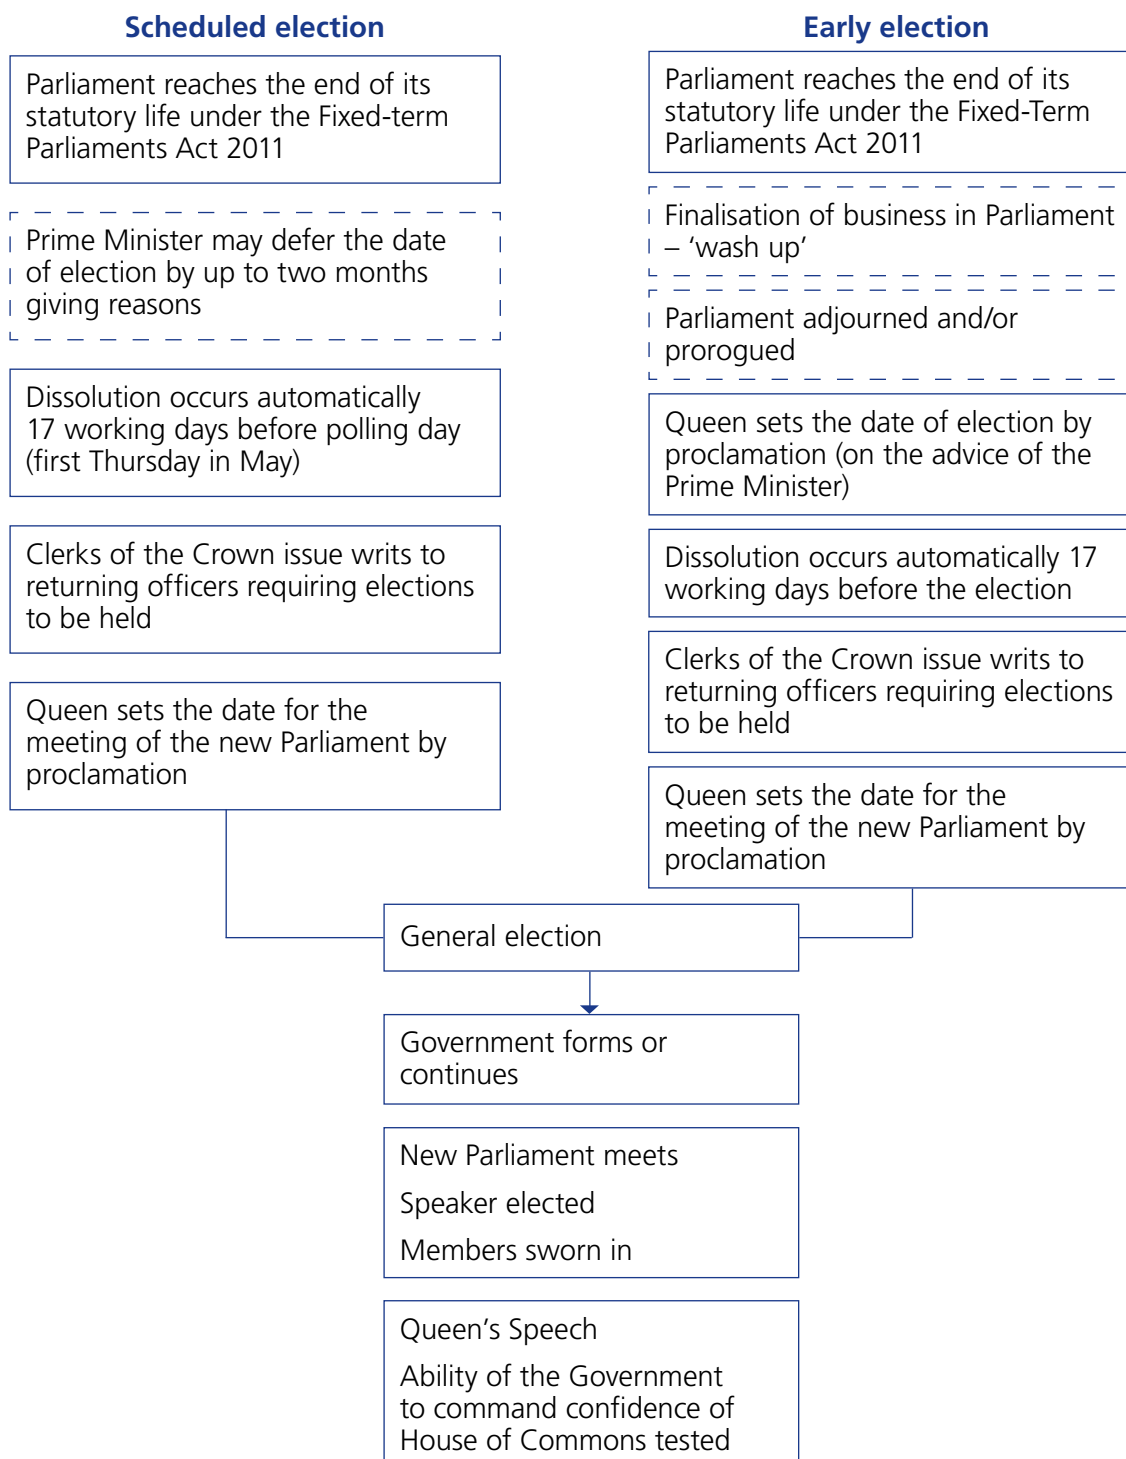 Scheduled election
Parliament reaches the end of its
statutory life under the Fixed-term
Parliaments Act 2011
Prime Minister may defer the date
of election by up to two months
giving reasons
Dissolution occurs automatically
17 working days before polling day
(first Thursday in May)
Clerks of the Crown issue writs to
returning officers requiring elections
to be held
Queen sets the date for the
meeting of the new Parliament by
proclamation
Early election
Parliament reaches the end of its
statutory life under the Fixed-Term
Parliaments Act 2011
Finalisation of business in Parliament
– ‘wash up’
Parliament adjourned and/or
prorogued
Queen sets the date of election by
proclamation (on the advice of the
Prime Minister)
Dissolution occurs automatically 17
working days before the election
Clerks of the Crown issue writs to
returning officers requiring elections
to be held
Queen sets the date for the
meeting of the new Parliament by
proclamation
General election
Government forms or
continues
New Parliament meets
Speaker elected
Members sworn in
Queen’s Speech
Ability of the Government
to command confidence of
House of Commons tested